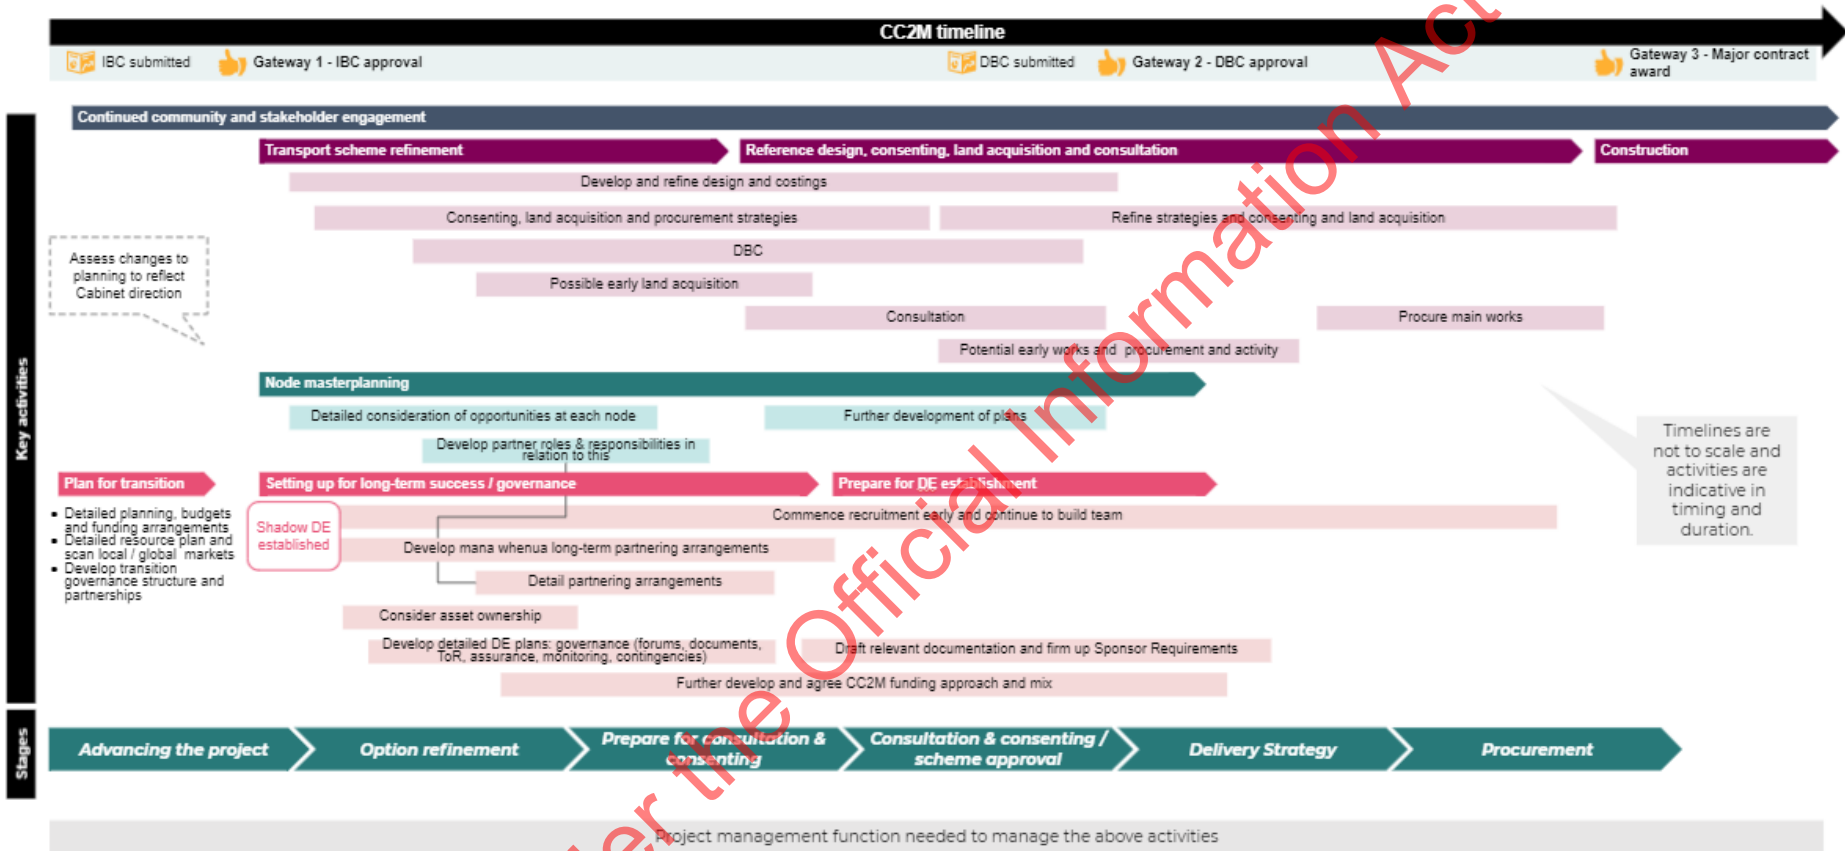 CC2M timeline
IBC submitted
Gateway 1 - IBC approval
DBC submitted
Gateway 2 - DBC approval
Gateway 3 - Major contract
award
Key activities
Continued community and stakeholder engagement
Transport scheme refinement
Reference design, consenting, land acquisition and consultation
Construction
Develop and refine design and costings
Consenting, land acquisition and procurement strategies
Refine strategies and consenting and land acquisition
Assess changes to
planning to reflect
Cabinet direction
DBC
Possible early land acquisition
Consultation
Procure main works
Potential early works and procurement and activity
Node masterplanning
Detailed consideration of opportunities at each node
Further development of plans
Develop partner roles & responsibilities in
relation to this
Timelines are
not to scale and
activities are
indicative in
timing and
duration.
Plan for transition
Setting up for long-term success / governance
Prepare for DE establishment
• Detailed planning, budgets
and funding arrangements
• Detailed resource plan and
scan local / global markets
• Develop transition
governance structure and
partnerships
Shadow DE
established
Commence recruitment early and continue to build team
Develop mana whenua long-term partnering arrangements
Detail partnering arrangements
Consider asset ownership
Develop detailed DE plans: governance (forums, documents,
ToR, assurance, monitoring, contingencies)
Draft relevant documentation and firm up Sponsor Requirements
Further develop and agree CC2M funding approach and mix
Stages
Advancing the project
Option refinement
Prepare for consultation &
consenting
Consultation & consenting /
scheme approval
Delivery Strategy
Procurement
Project management function needed to manage the above activities
er the Official Information Act